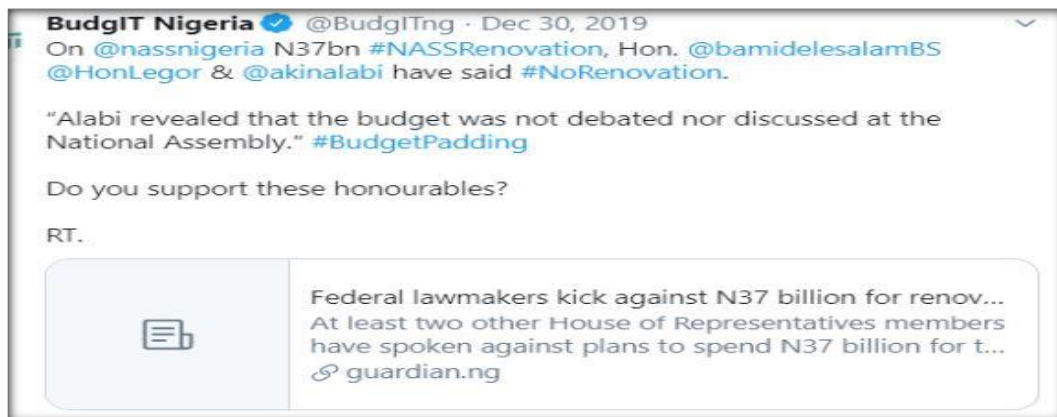 BudgIT Nigeria @BudgITng · Dec 30, 2019
On @nassnigeria N37bn #NASSRenovation, Hon. @bamidelesalamBS
@HonLegor & @akinalabi have said #NoRenovation.
“Alabi revealed that the budget was not debated nor discussed at the
National Assembly.” #BudgetPadding
Do you support these honourables?
RT.
Federal lawmakers kick against N37 billion for renov...
At least two other House of Representatives members
have spoken against plans to spend N37 billion for t...
guardian.ng